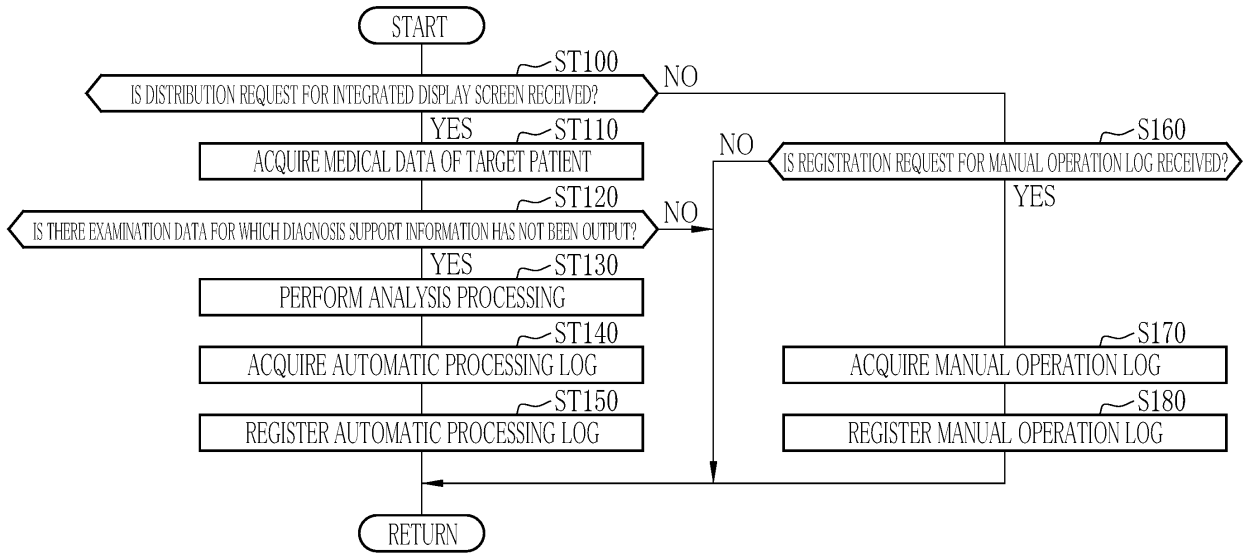 START
ST100
IS DISTRIBUTION REQUEST FOR INTEGRATED DISPLAY SCREEN RECEIVED?
NO
YES
ST110
ACQUIRE MEDICAL DATA OF TARGET PATIENT
NO
S160
IS REGISTRATION REQUEST FOR MANUAL OPERATION LOG RECEIVED?
YES
ST120
IS THERE EXAMINATION DATA FOR WHICH DIAGNOSIS SUPPORT INFORMATION HAS NOT BEEN OUTPUT?
NO
YES
ST130
PERFORM ANALYSIS PROCESSING
ST140
ACQUIRE AUTOMATIC PROCESSING LOG
S170
ACQUIRE MANUAL OPERATION LOG
ST150
REGISTER AUTOMATIC PROCESSING LOG
S180
REGISTER MANUAL OPERATION LOG
RETURN